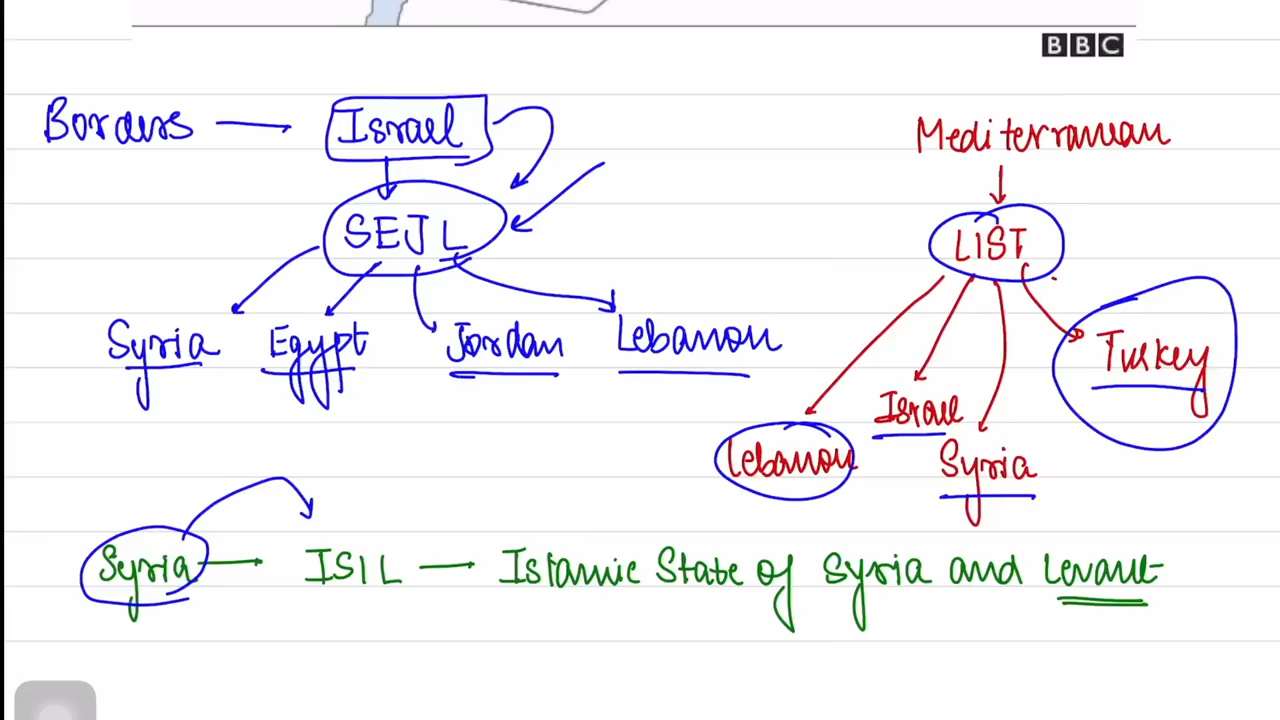 BBC
Borders — Israel
Mediterranean
SEJL
LIST
Syria Egypt Jordan Lebanon
Turkey
Israel
Lebanon
Syria
Syria — ISIL — Islamic State of Syria and Levant